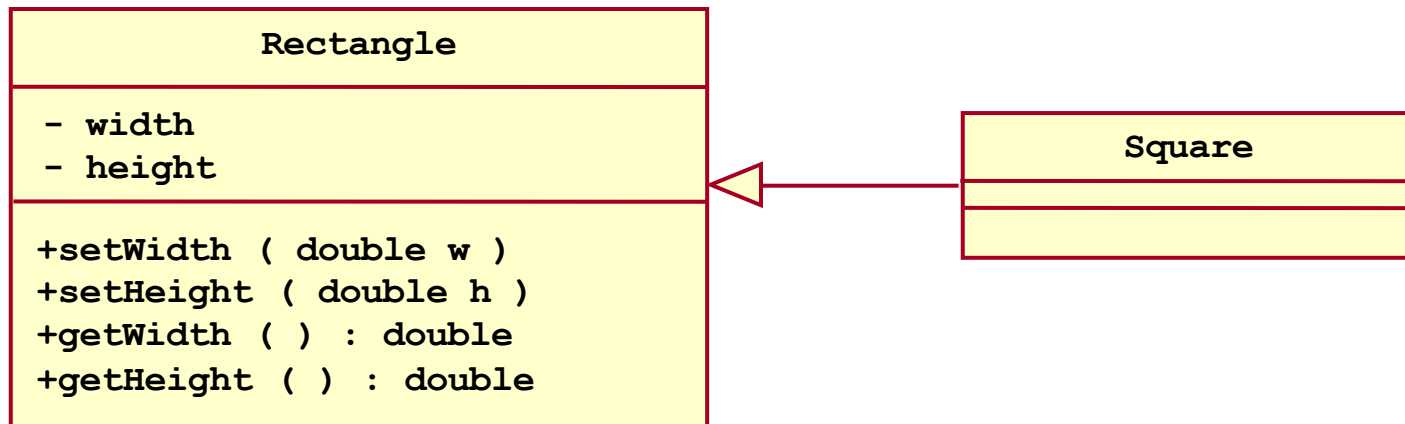 Rectangle
- width
- height
+setWidth ( double w )
+setHeight ( double h )
+getWidth ( ) : double
+getHeight ( ) : double
Square